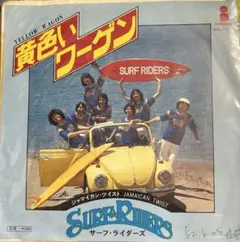 YELLOW WAGON
黄色い
ワーゲン
SURF RIDERS
ジャマイカン・ツイスト JAMAICAN TWIST
SURF RIDERS
サーフ・ライダーズ